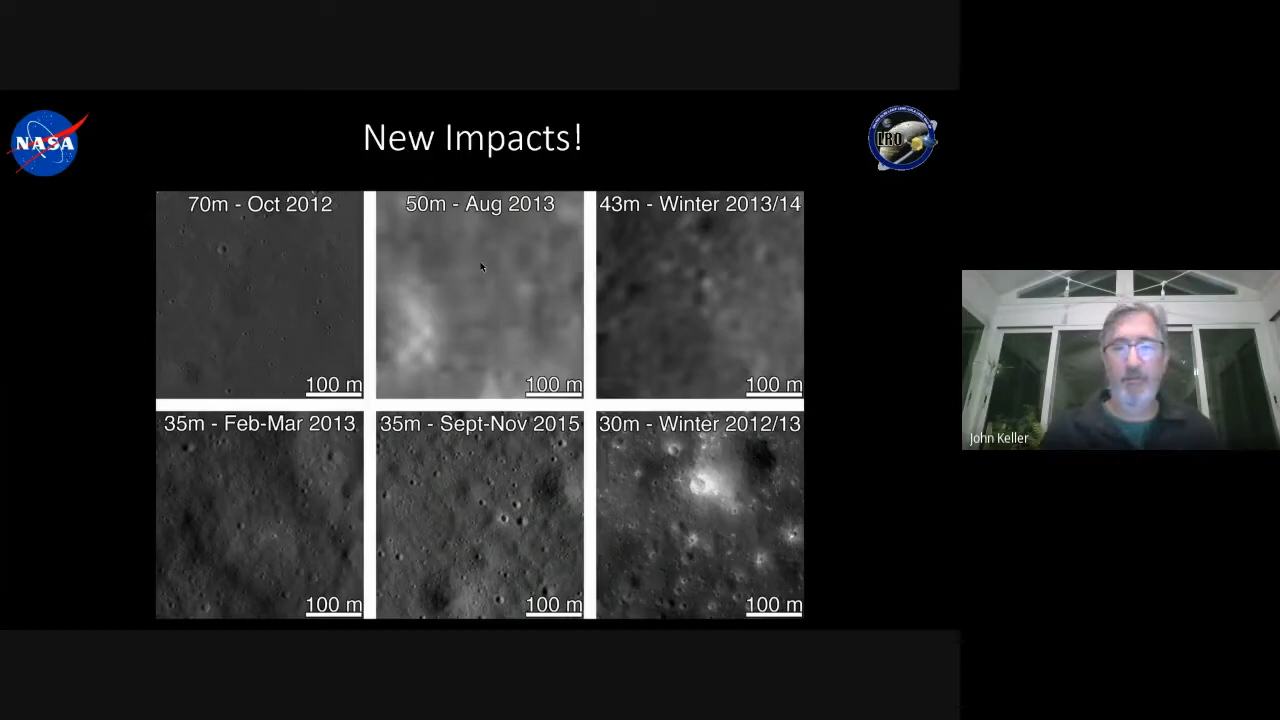 New Impacts!
NASA
LRO
70m - Oct 2012
50m - Aug 2013
43m - Winter 2013/14
100 m
100 m
100 m
35m - Feb-Mar 2013
35m - Sept-Nov 2015
30m - Winter 2012/13
100 m
100 m
100 m
John Keller